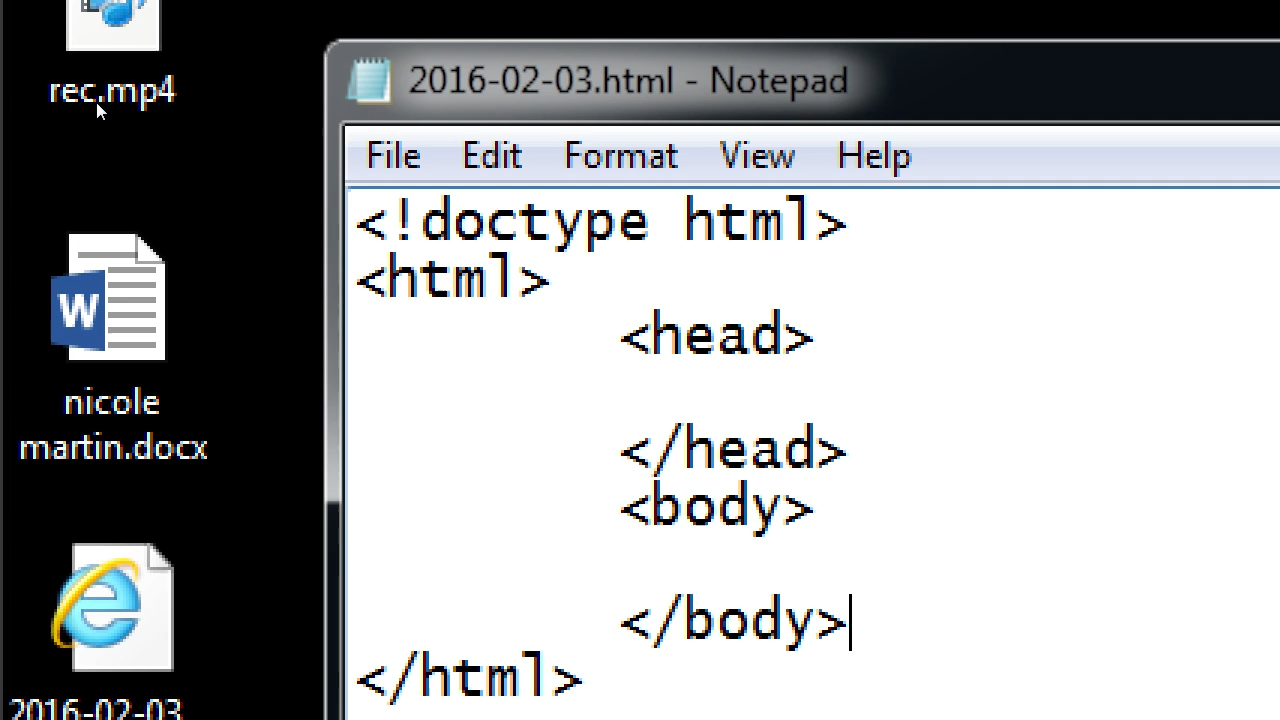 rec.mp4
nicole
martin.docx
2016-02-03
2016-02-03.html - Notepad
File Edit Format View Help
<!doctype html>
<html>
<head>
</head>
<body>
</body>
</html>